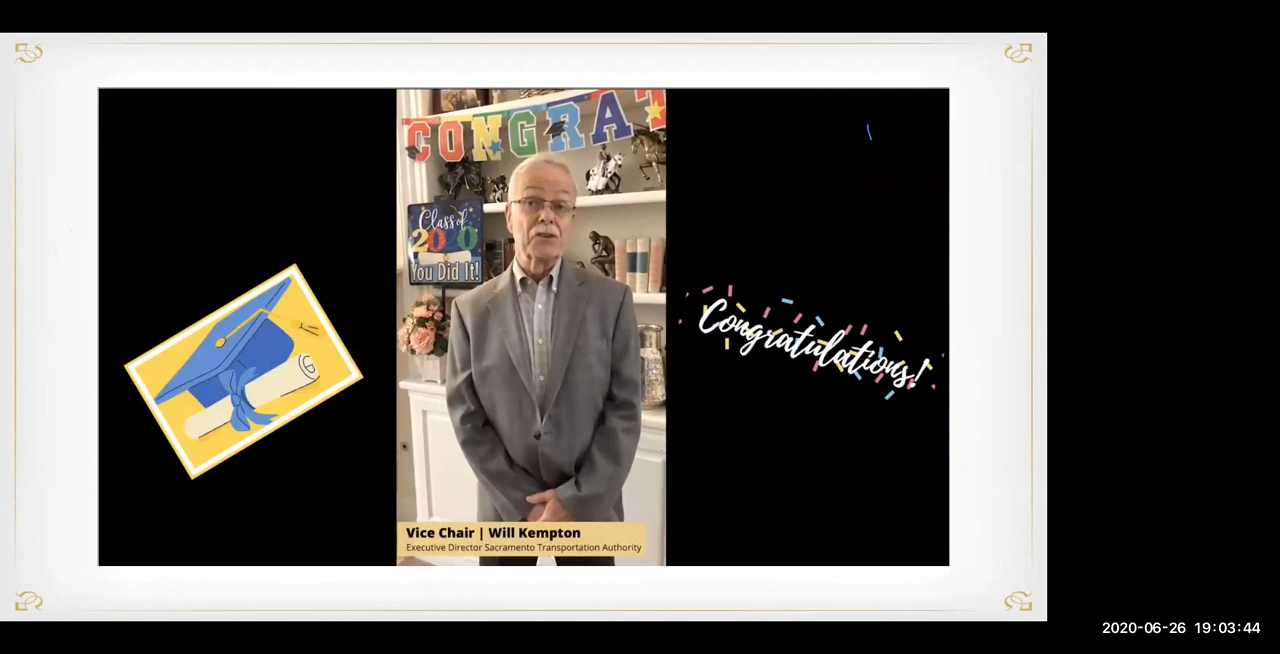 CONGRAT
Class of
2020
You Did It!
Congratulations!
Vice Chair | Will Kempton
Executive Director Sacramento Transportation Authority
2020-06-26 19:03:44